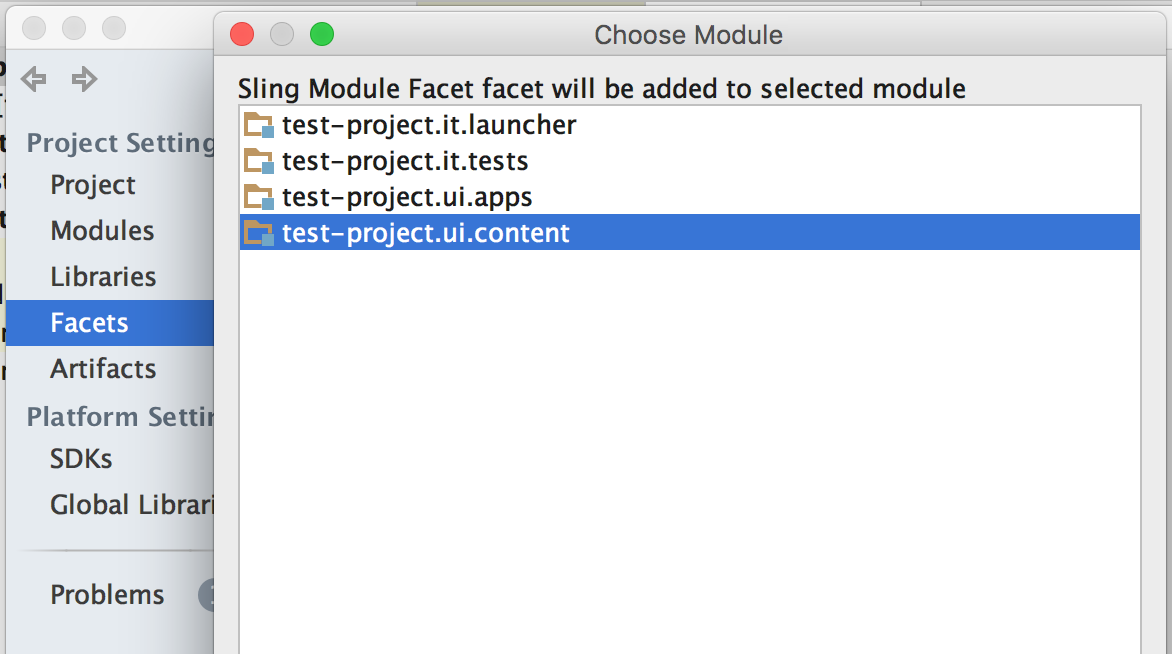 Choose Module
Sling Module Facet facet will be added to selected module
test-project.it.launcher
test-project.it.tests
test-project.ui.apps
test-project.ui.content
Project Setting
Project
Modules
Libraries
Facets
Artifacts
Platform
SDKs
Global
Problems